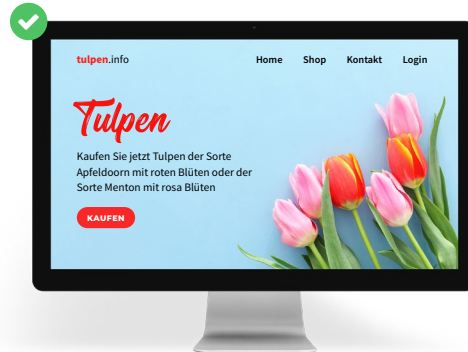 tulpen.info
Home Shop Kontakt Login
Tulpen
Kaufen Sie jetzt Tulpen der Sorte
Apfeldoorn mit roten Blüten oder der
Sorte Menton mit rosa Blüten
KAUFEN